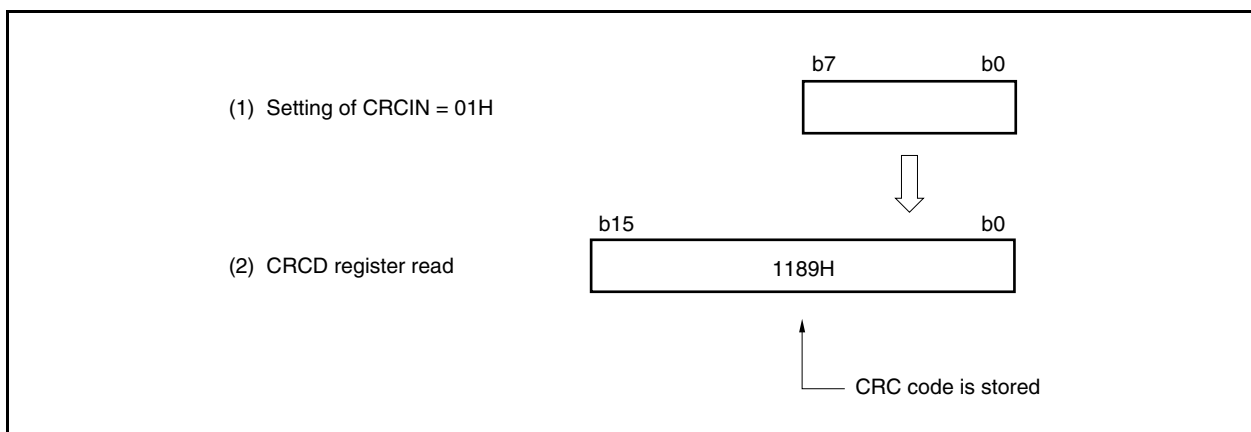 b7 b0
(1) Setting of CRCIN = 01H
b15 b0
(2) CRCD register read 1189H
CRC code is stored